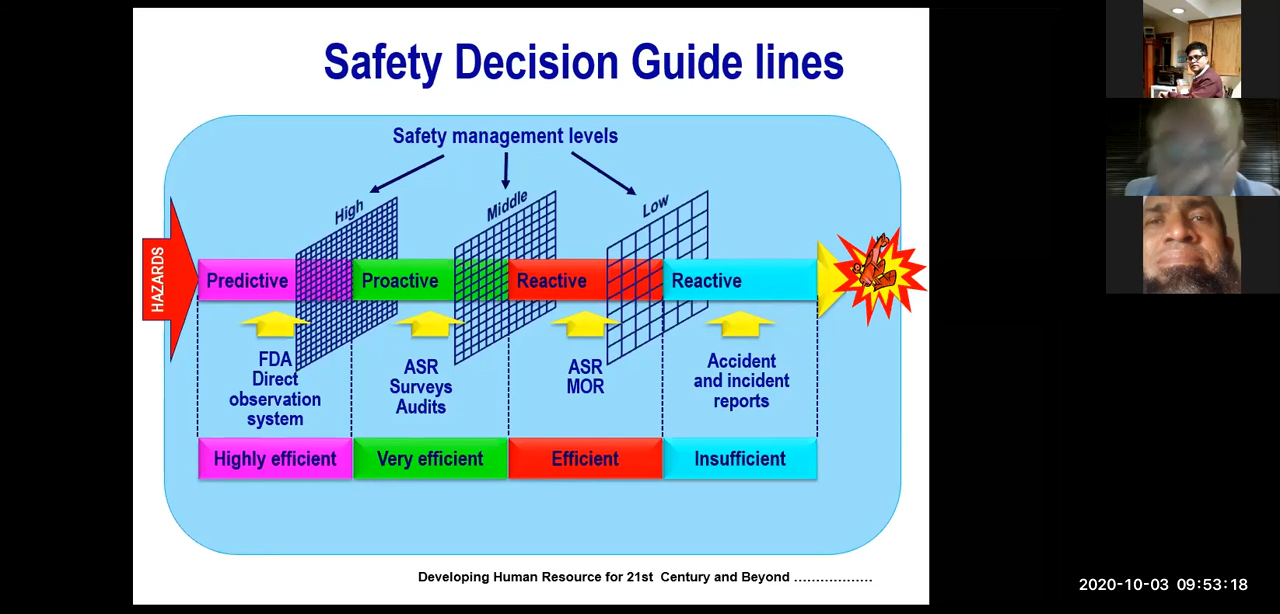 Safety Decision Guide lines
Safety management levels
High
Middle
Low
HAZARDS
Predictive
Proactive
Reactive
Reactive
FDA
Direct
observation
system
ASR
Surveys
Audits
ASR
MOR
Accident
and incident
reports
Highly efficient
Very efficient
Efficient
Insufficient
Developing Human Resource for 21st Century and Beyond ..................
2020-10-03 09:53:18